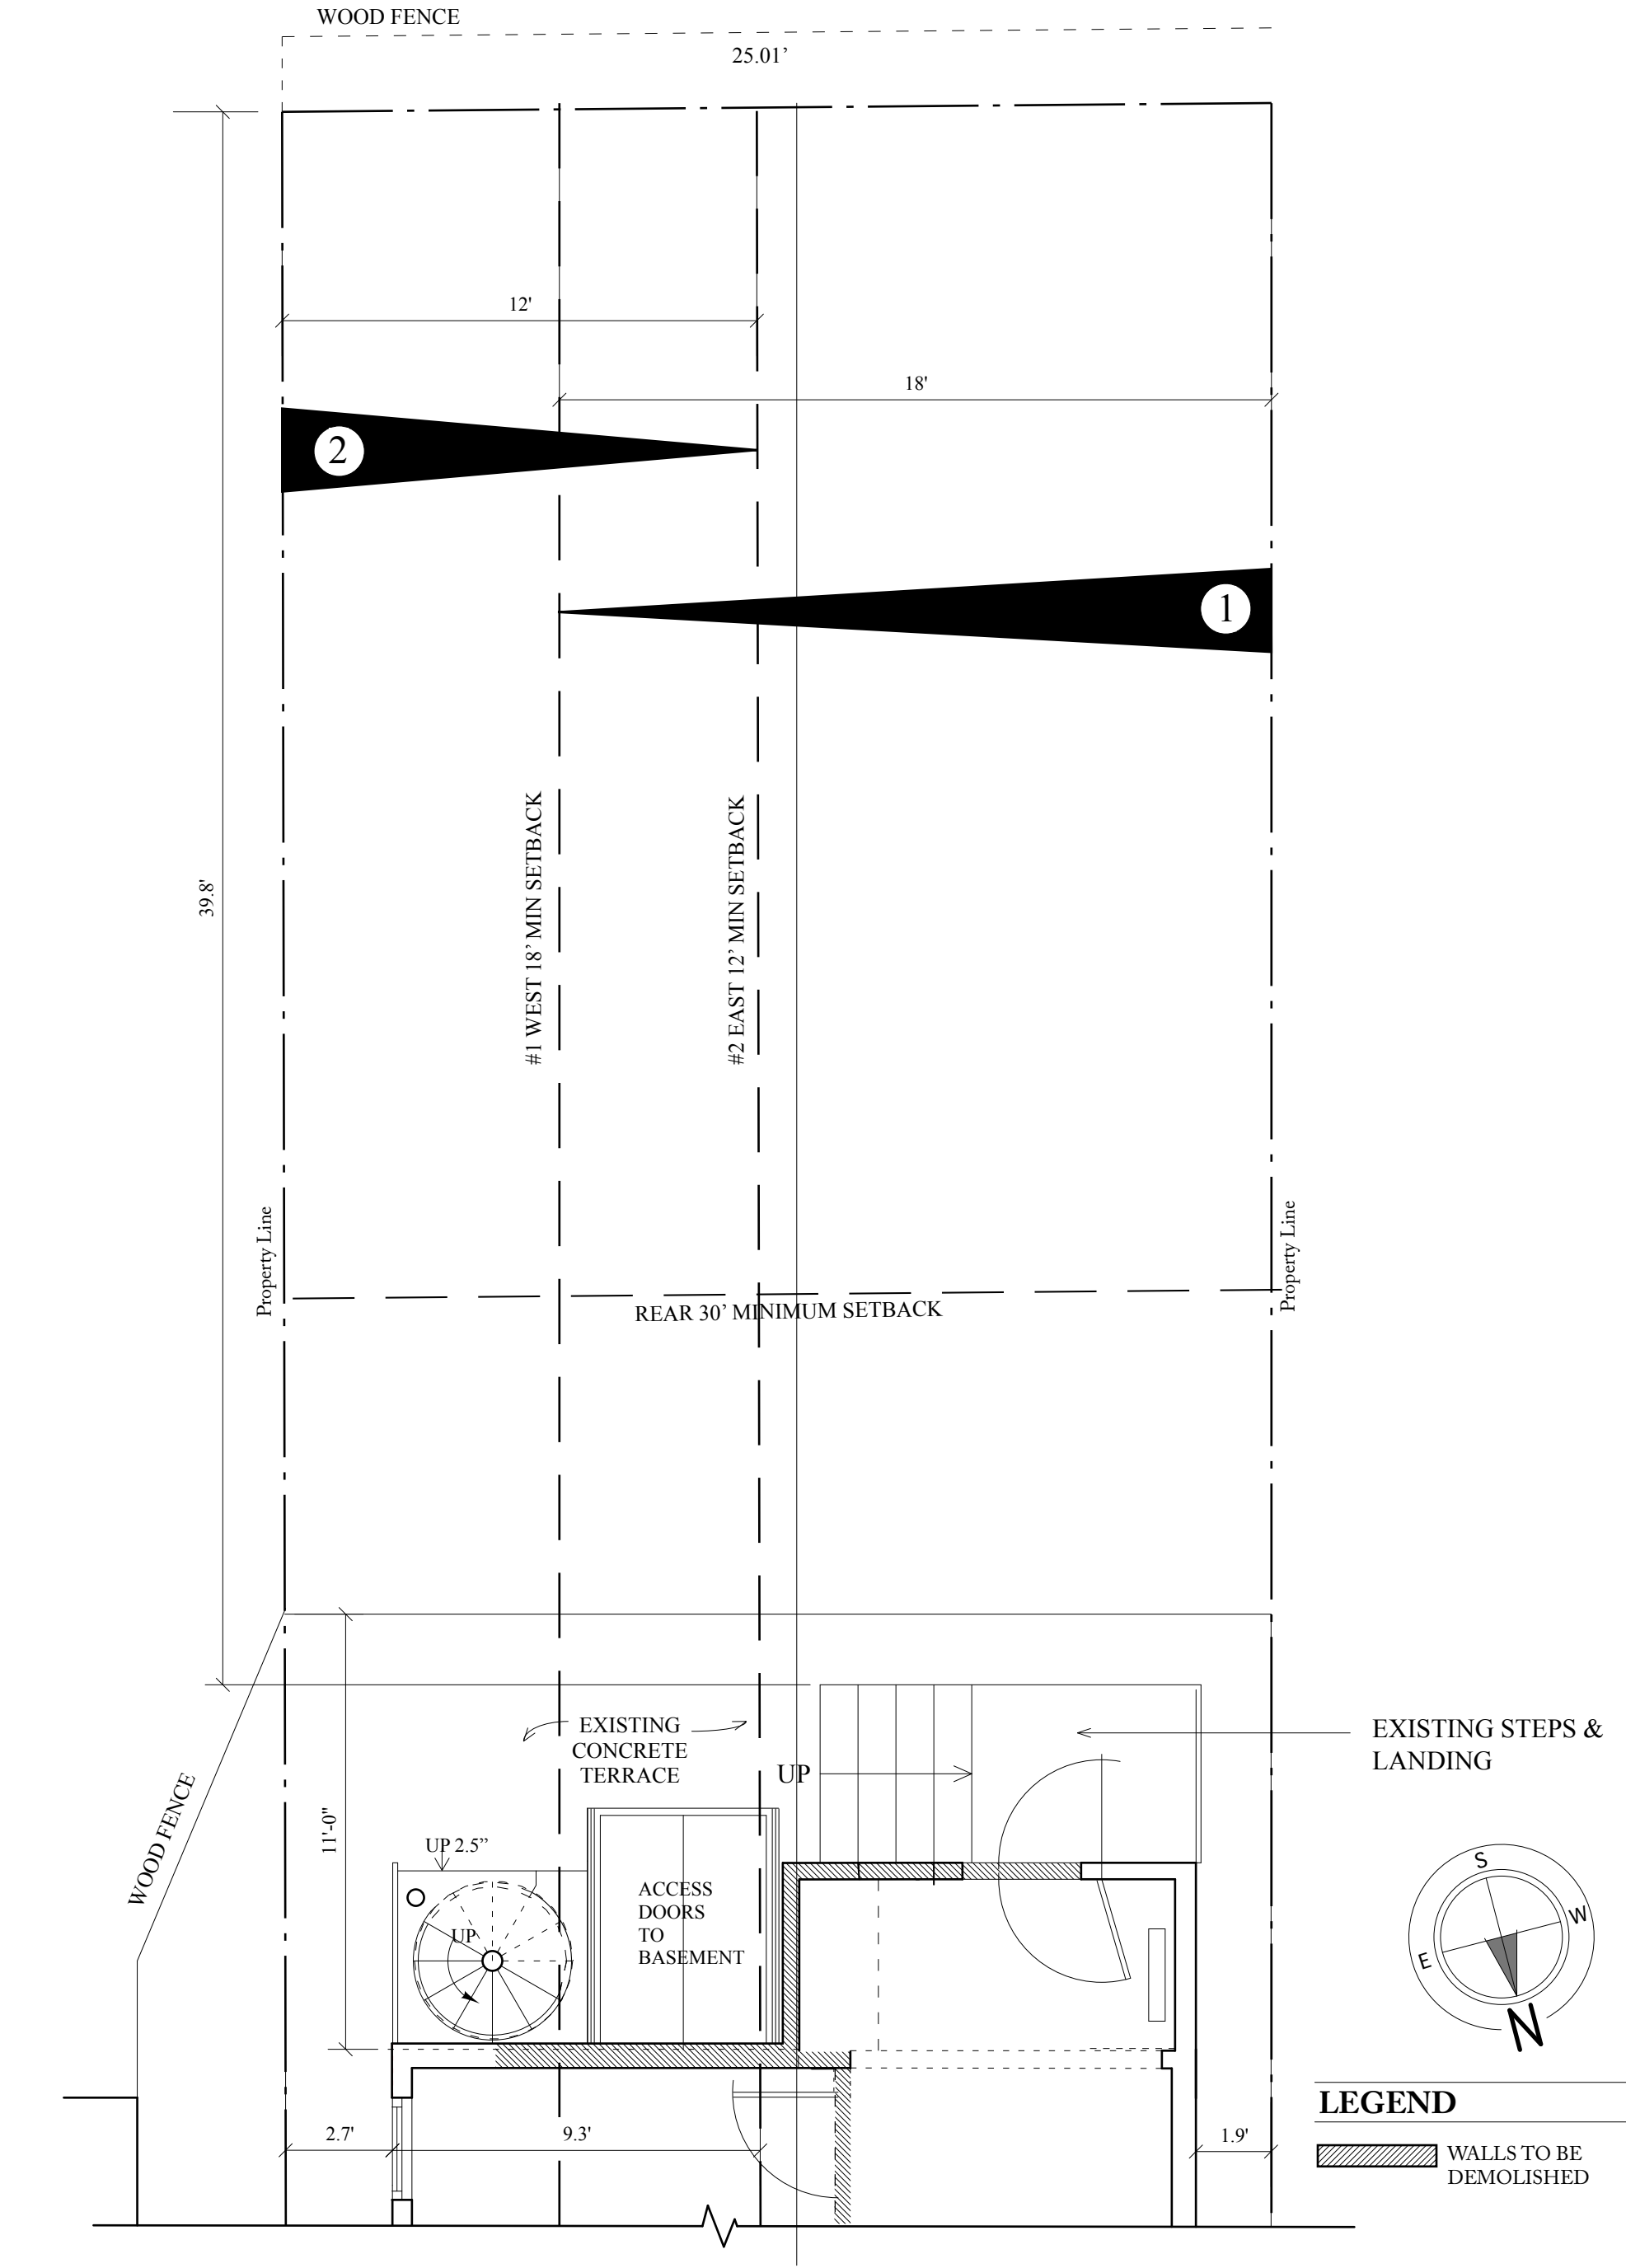 WOOD FENCE
25.01’
12'
18'
2
1
39.8'
#1 WEST 18’ MIN SETBACK
#2 EAST 12’ MIN SETBACK
Property Line
Property Line
REAR 30’ MINIMUM SETBACK
WOOD FENCE
11'-0"
EXISTING
CONCRETE
TERRACE
UP
EXISTING STEPS &
LANDING
UP 2.5”
UP
ACCESS
DOORS
TO
BASEMENT
S
W
E
N
2.7'
9.3'
1.9'
LEGEND
WALLS TO BE
DEMOLISHED